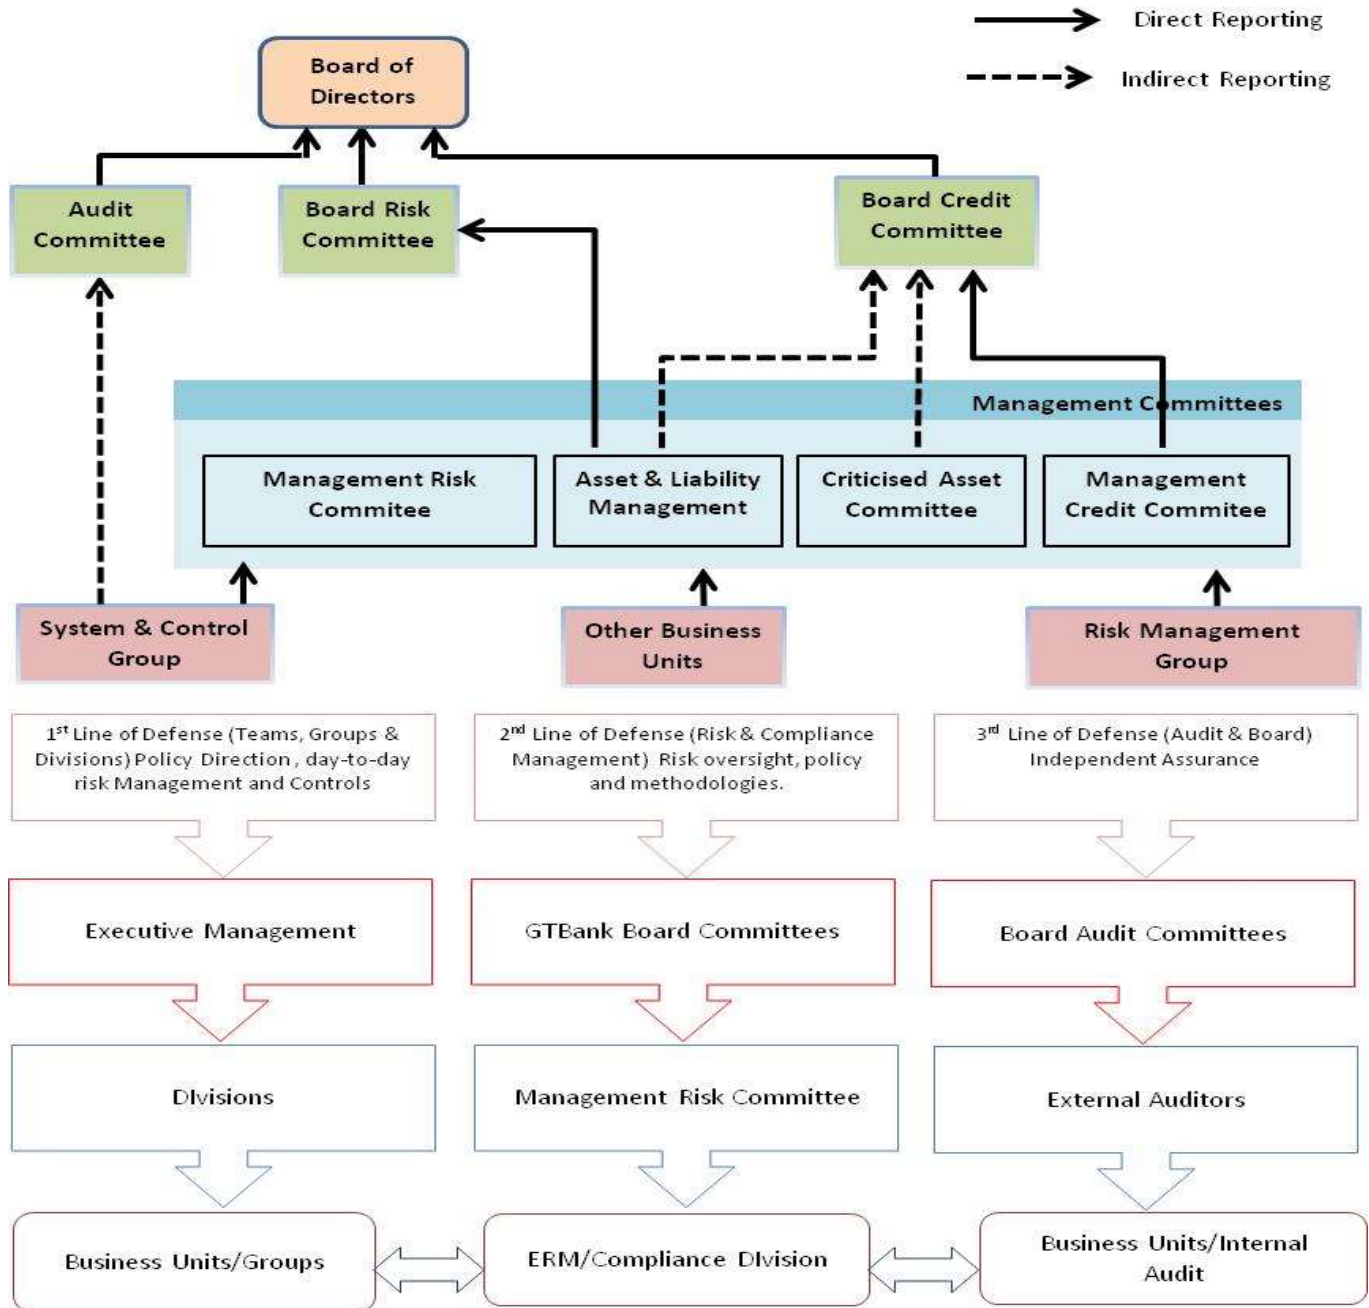 Direct Reporting
Indirect Reporting
Board of
Directors
Audit
Committee
Board Risk
Committee
Board Credit
Committee
Management Committees
Management Risk
Commitee
Asset & Liability
Management
Criticised Asset
Committee
Management
Credit Commitee
System & Control
Group
Other Business
Units
Risk Management
Group
1st Line of Defense (Teams, Groups &
Divisions) Policy Direction , day-to-day
risk Management and Controls
2nd Line of Defense (Risk & Compliance
Management) Risk oversight, policy
and methodologies.
3rd Line of Defense (Audit & Board)
Independent Assurance
Executive Management
GTBank Board Committees
Board Audit Committees
DIvisions
Management Risk Committee
External Auditors
Business Units/Groups
ERM/Compliance DIvision
Business Units/Internal
Audit